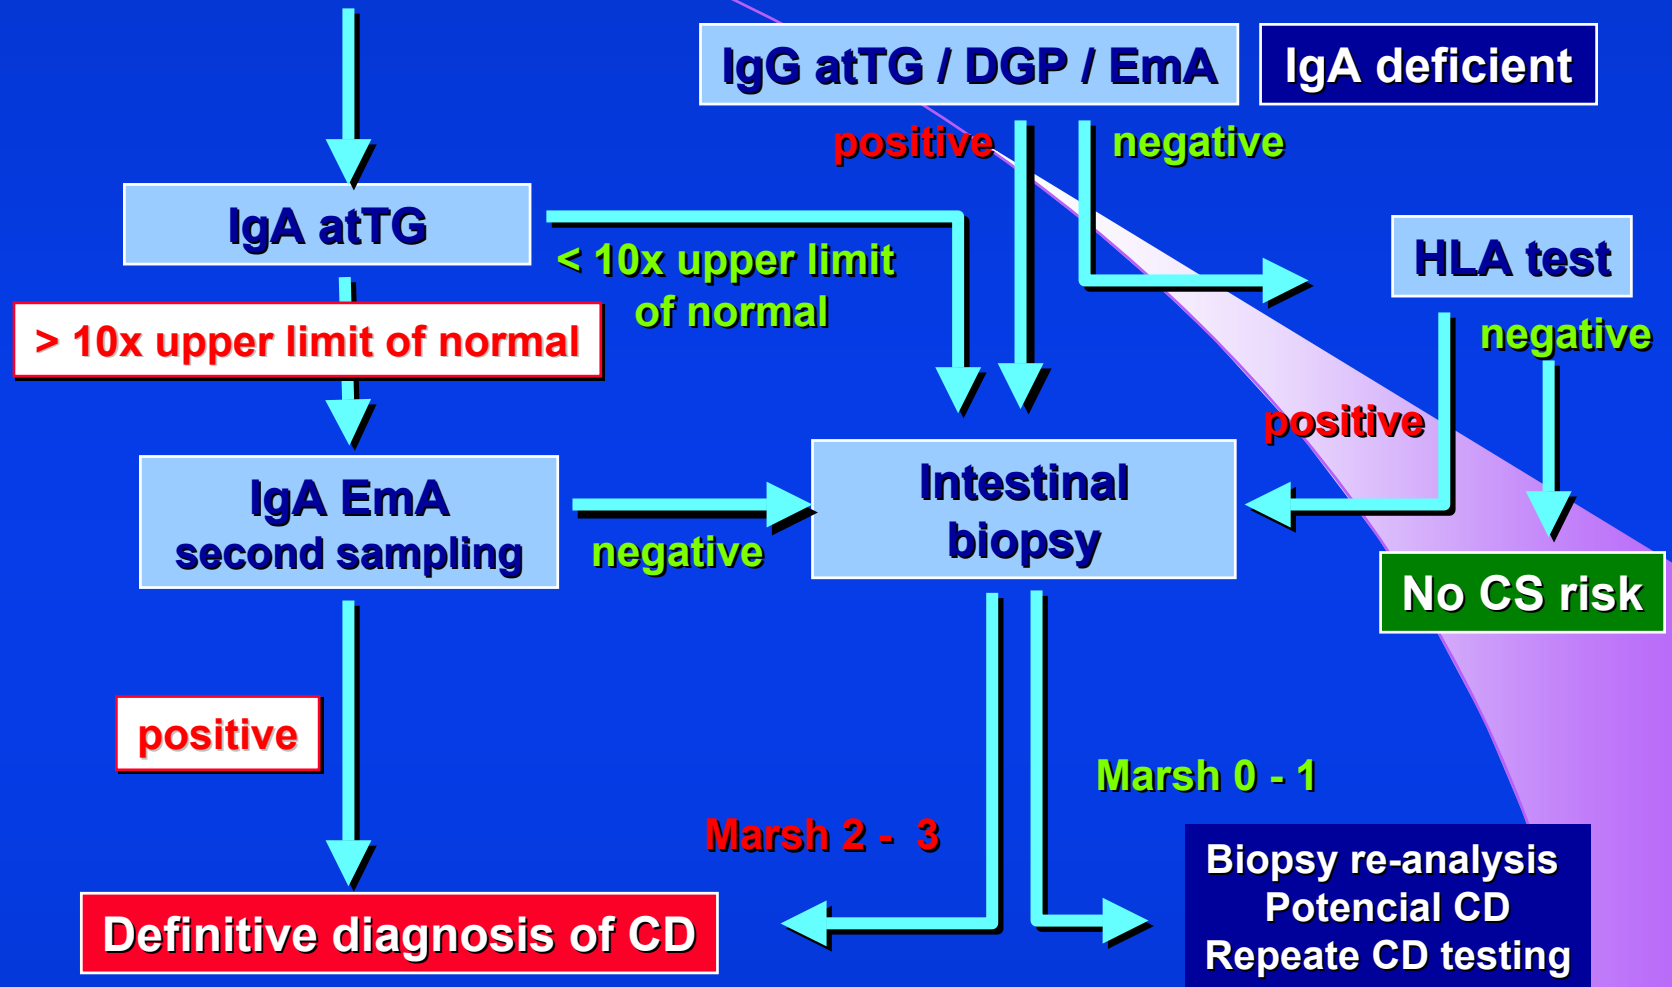 IgG atTG / DGP / EmA
IgA deficient
positive
negative
IgA atTG
< 10x upper limit
of normal
HLA test
> 10x upper limit of normal
negative
positive
IgA EmA
second sampling
negative
Intestinal
biopsy
No CS risk
positive
Marsh 0 - 1
Marsh 2 - 3
Definitive diagnosis of CD
Biopsy re-analysis
Potencial CD
Repeate CD testing